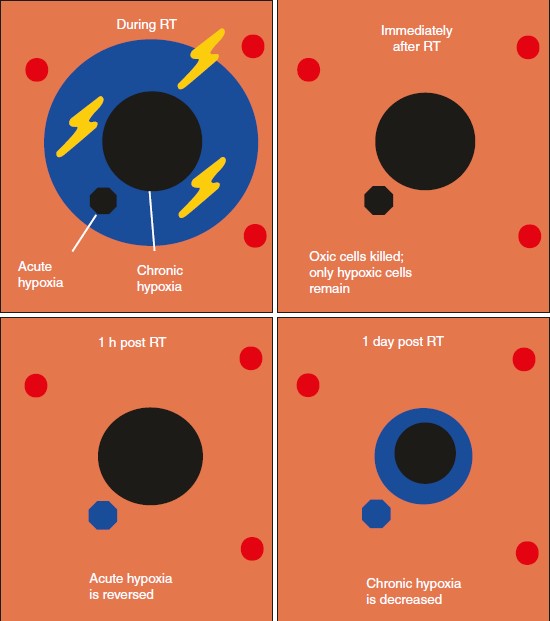 During RT
Acute
hypoxia
Chronic
hypoxia
Immediately
after RT
Oxic cells killed;
only hypoxic cells
remain
1 h post RT
Acute hypoxia
is reversed
1 day post RT
Chronic hypoxia
is decreased